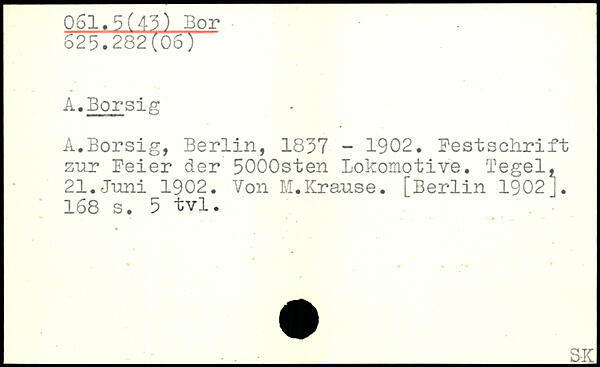 061.5(43) Bor
625.282(06)
A.Borsig
A.Borsig, Berlin, 1837 - 1902. Festschrift
zur Feier der 5000sten Lokomotive. Tegel,
21.Juni 1902. Von M.Krause. [Berlin 1902].
168 s. 5 tvl.
S-K